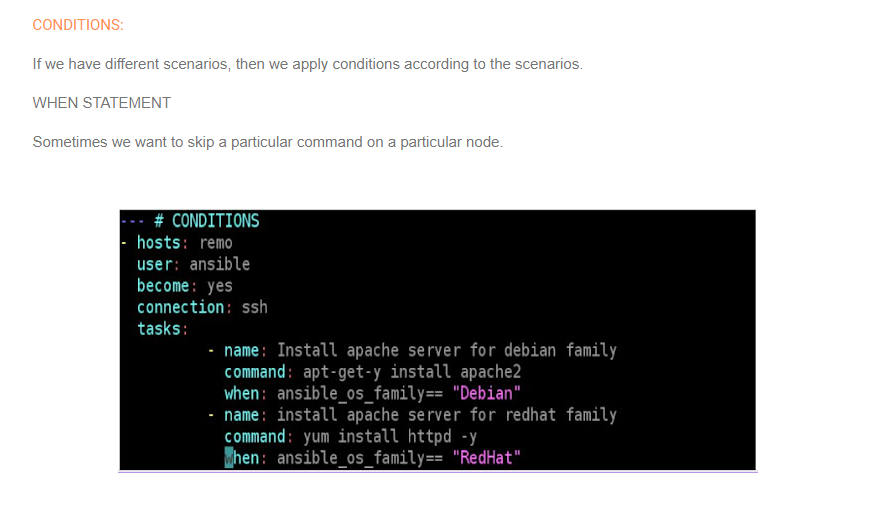 CONDITIONS:
If we have different scenarios, then we apply conditions according to the scenarios.
WHEN STATEMENT
Sometimes we want to skip a particular command on a particular node.
--- # CONDITIONS
- hosts: remo
user: ansible
become: yes
connection: ssh
tasks:
- name: Install apache server for debian family
command: apt-get-y install apache2
when: ansible_os_family== "Debian"
- name: install apache server for redhat family
command: yum install httpd -y
when: ansible_os_family== "RedHat"